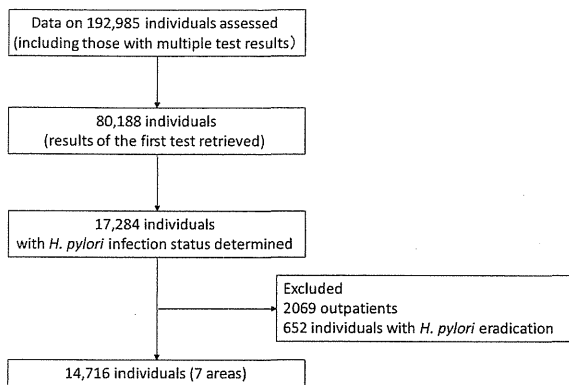 Data on 192,985 individuals assessed
(including those with multiple test results)
80,188 individuals
(results of the first test retrieved)
17,284 individuals
with H. pylori infection status determined
Excluded
2069 outpatients
652 individuals with H. pylori eradication
14,716 individuals (7 areas)